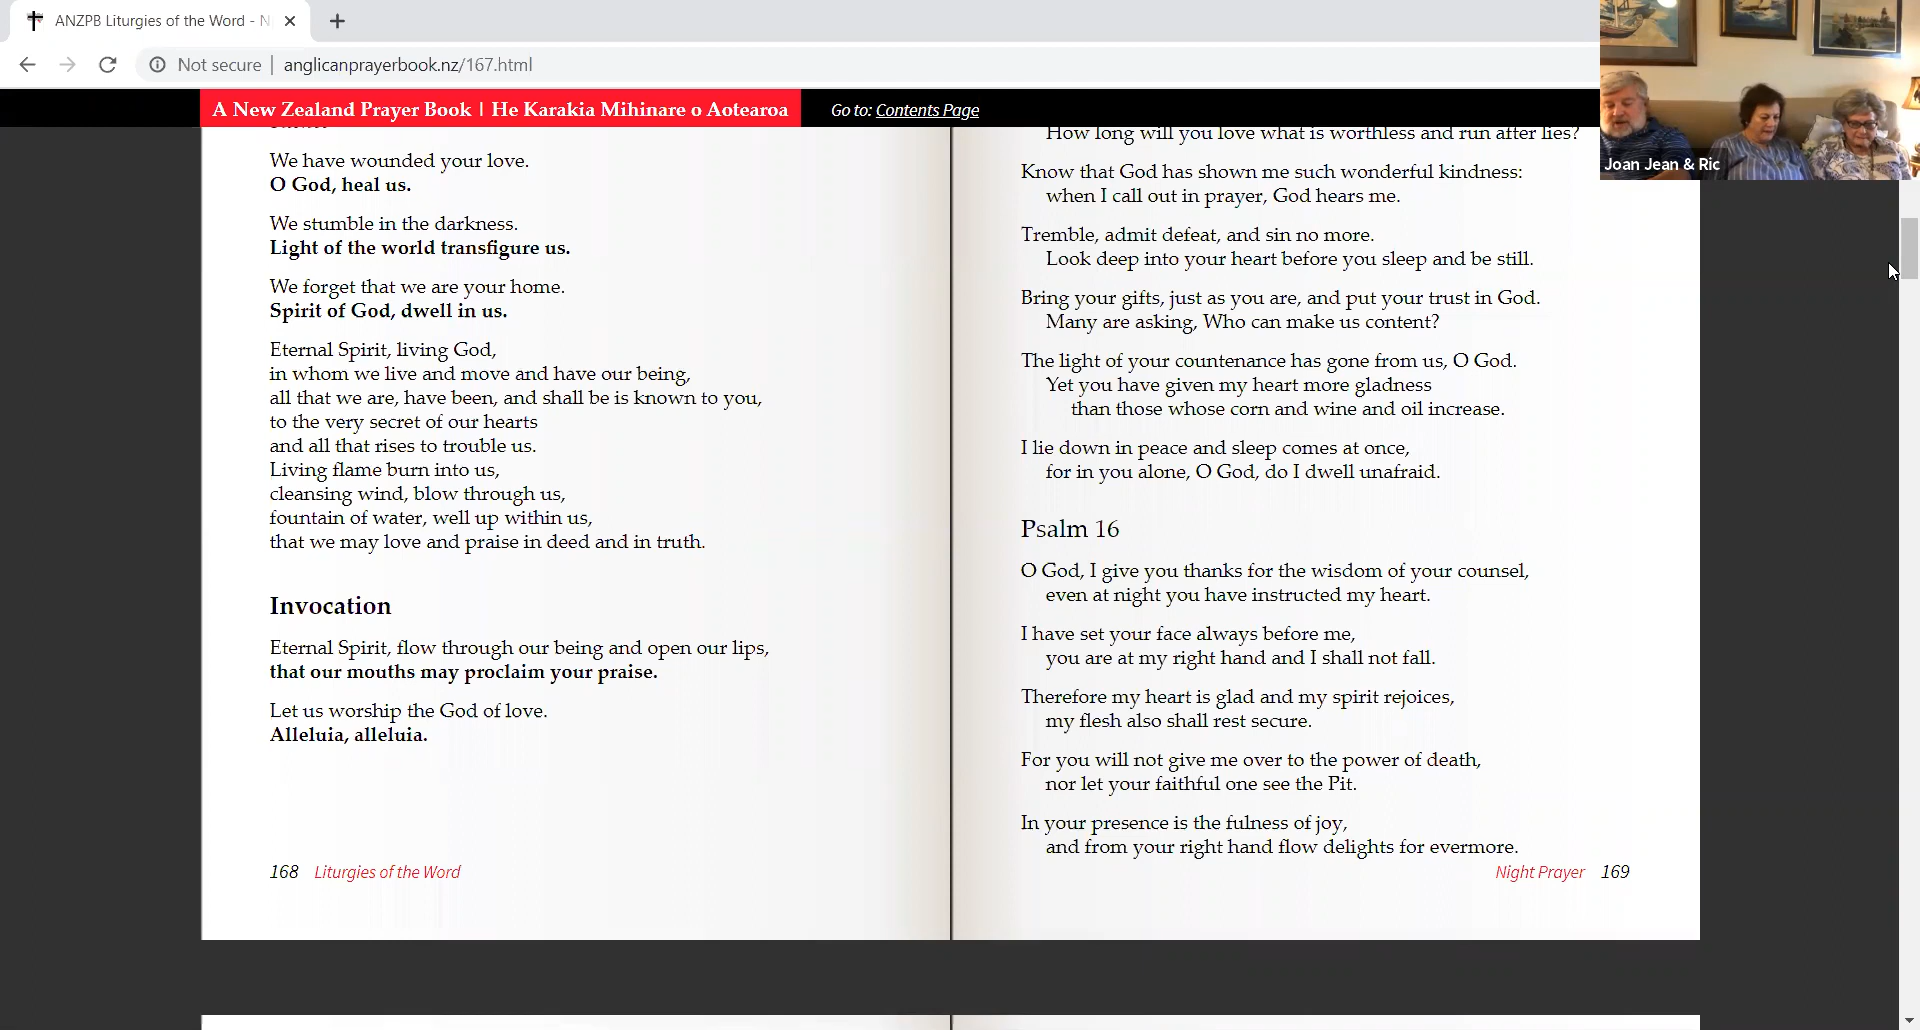 ANZPB Liturgies of the Word - N
Not secure | anglicanprayerbook.nz/167.html
A New Zealand Prayer Book | He Karakia Mihinare o Aotearoa
Go to: Contents Page
We have wounded your love.
O God, heal us.
We stumble in the darkness.
Light of the world transfigure us.
We forget that we are your home.
Spirit of God, dwell in us.
Eternal Spirit, living God,
in whom we live and move and have our being,
all that we are, have been, and shall be is known to you,
to the very secret of our hearts
and all that rises to trouble us.
Living flame burn into us,
cleansing wind, blow through us,
fountain of water, well up within us,
that we may love and praise in deed and in truth.
Invocation
Eternal Spirit, flow through our being and open our lips,
that our mouths may proclaim your praise.
Let us worship the God of love.
Alleluia, alleluia.
168 Liturgies of the Word
How long will you love what is worthless and run after lies?
Know that God has shown me such wonderful kindness:
when I call out in prayer, God hears me.
Tremble, admit defeat, and sin no more.
Look deep into your heart before you sleep and be still.
Bring your gifts, just as you are, and put your trust in God.
Many are asking, Who can make us content?
The light of your countenance has gone from us, O God.
Yet you have given my heart more gladness
than those whose corn and wine and oil increase.
I lie down in peace and sleep comes at once,
for in you alone, O God, do I dwell unafraid.
Psalm 16
O God, I give you thanks for the wisdom of your counsel,
even at night you have instructed my heart.
I have set your face always before me,
you are at my right hand and I shall not fall.
Therefore my heart is glad and my spirit rejoices,
my flesh also shall rest secure.
For you will not give me over to the power of death,
nor let your faithful one see the Pit.
In your presence is the fulness of joy,
and from your right hand flow delights for evermore.
Night Prayer 169
Joan Jean & Ric